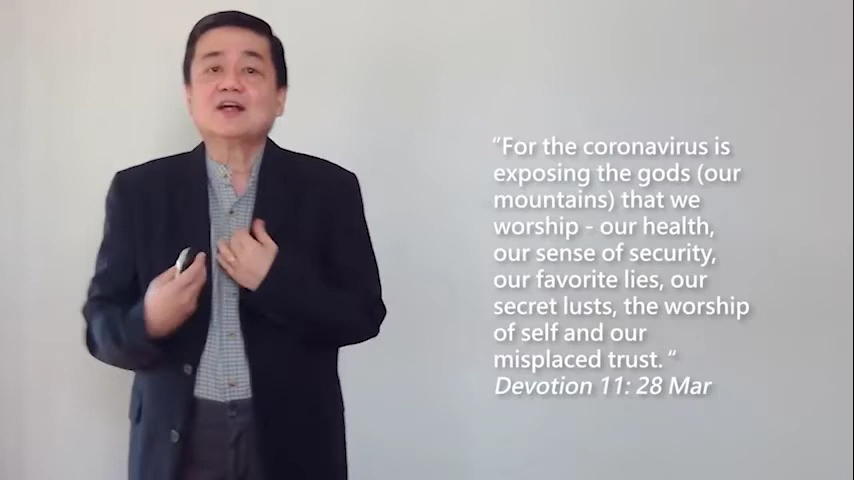 “For the coronavirus is
exposing the gods (our
mountains) that we
worship - our health,
our sense of security,
our favorite lies, our
secret lusts, the worship
of self and our
misplaced trust. “
Devotion 11: 28 Mar